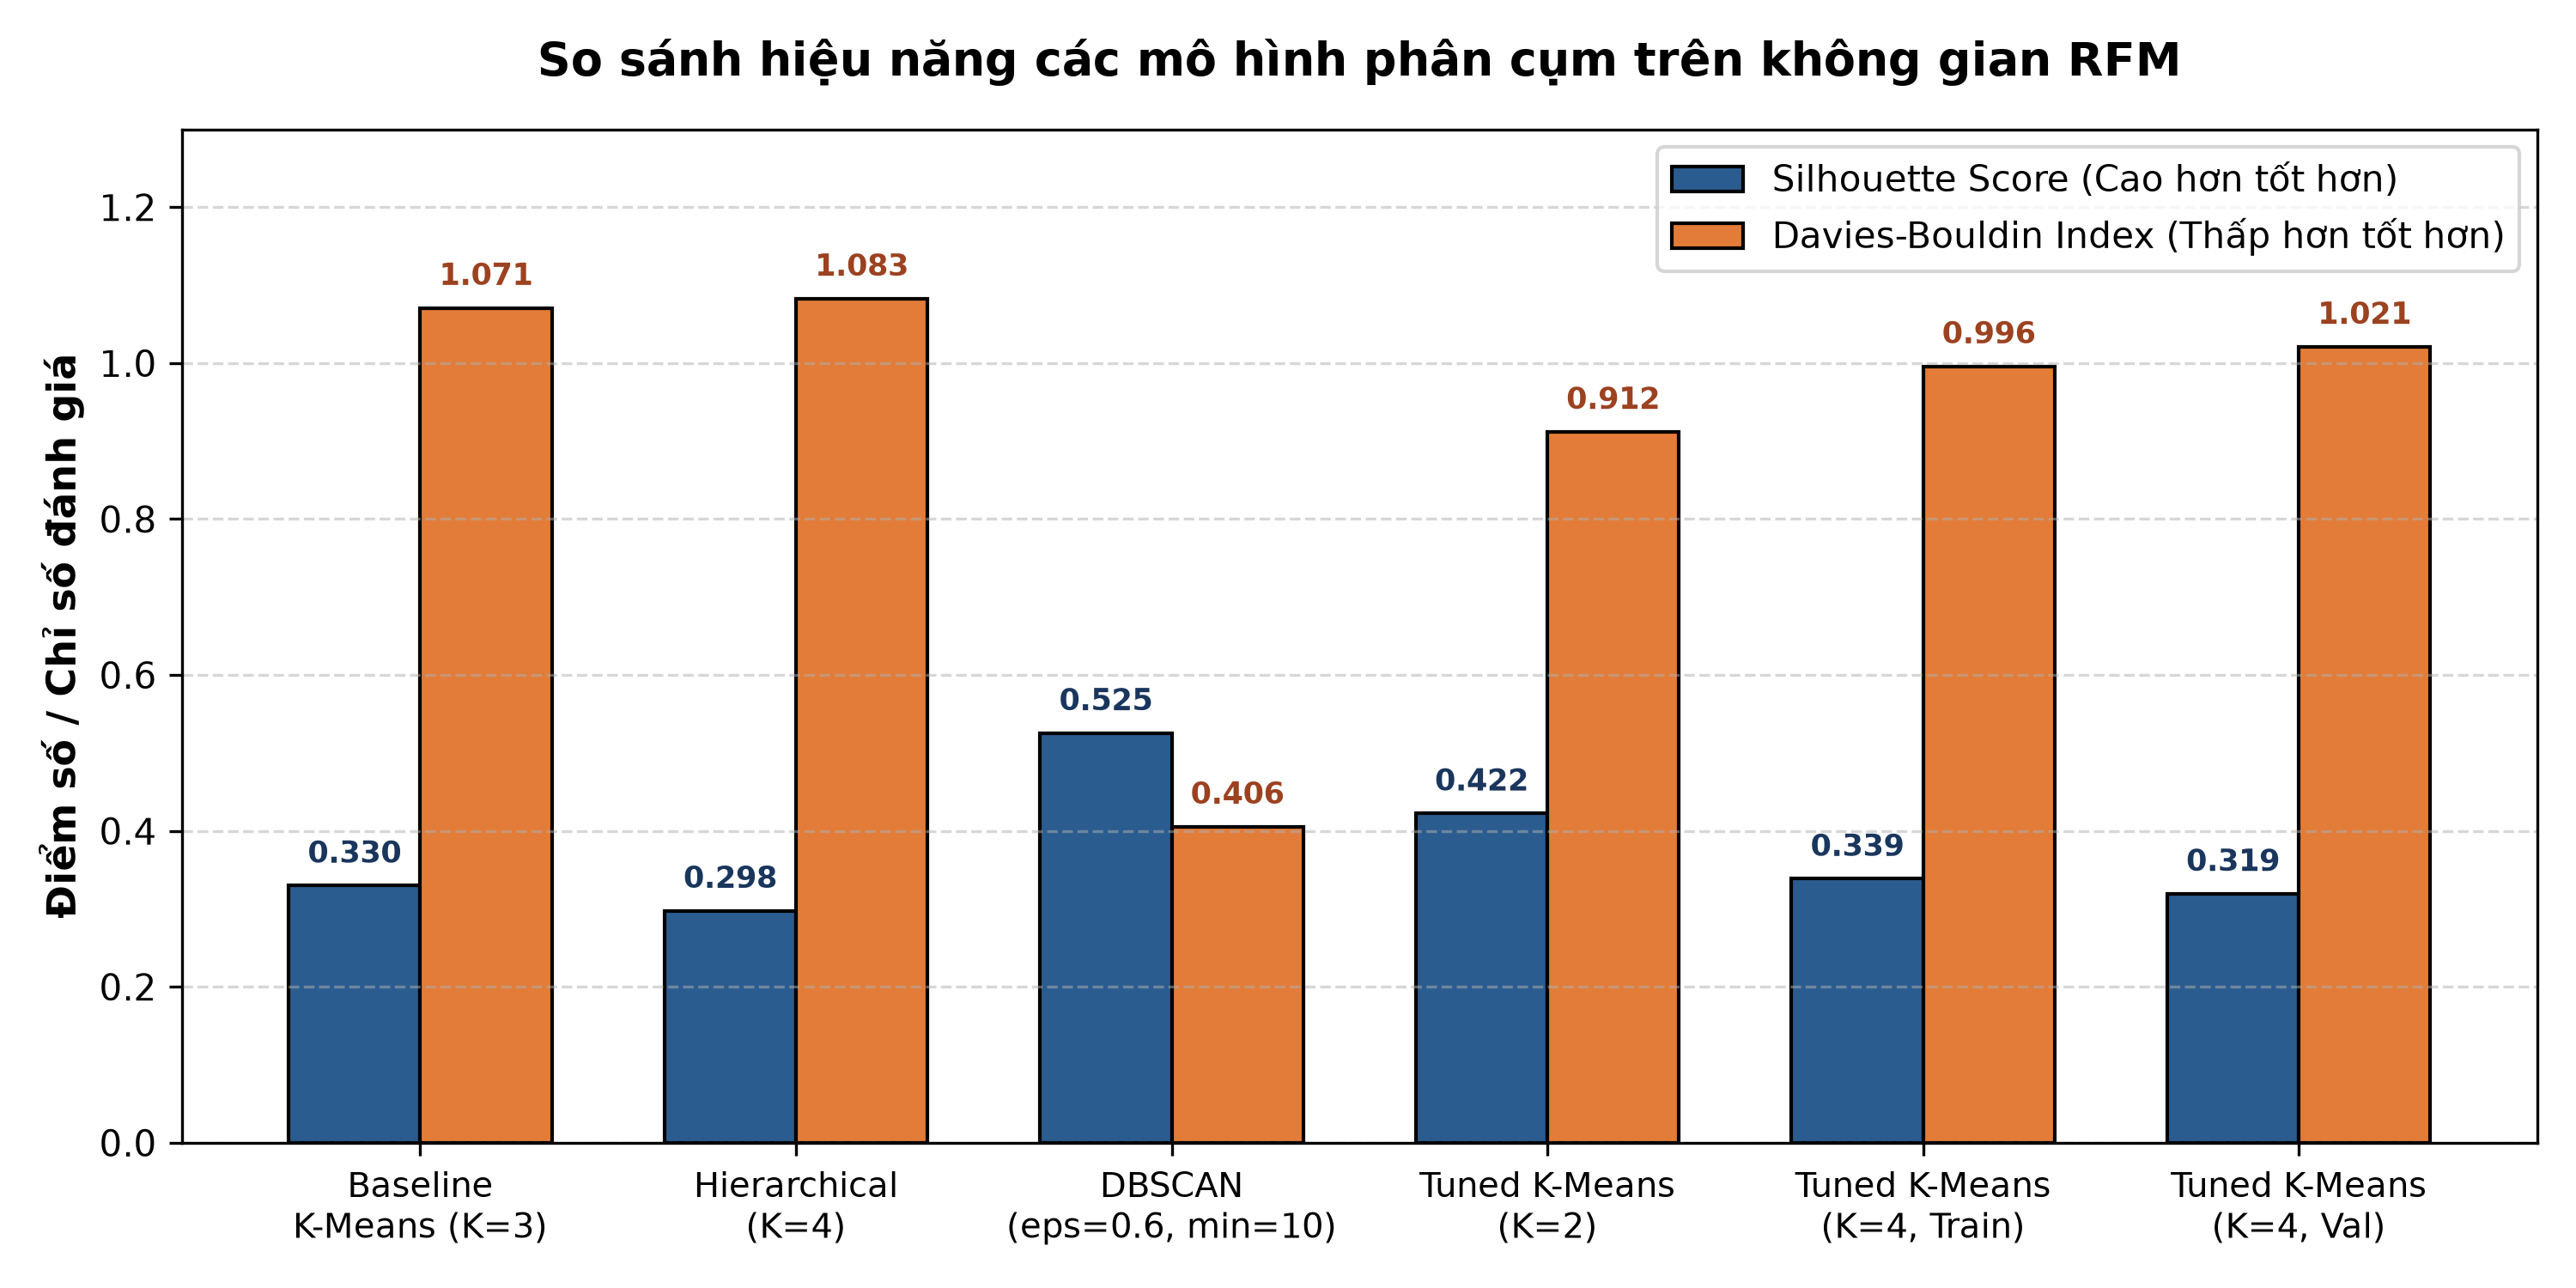 So sánh hiệu năng các mô hình phân cụm trên không gian RFM
Silhouette Score (Cao hơn tốt hơn)
Davies-Bouldin Index (Thấp hơn tốt hơn)
Điểm số / Chỉ số đánh giá
1.2
1.0
0.8
0.6
0.4
0.2
0.0
0.330
1.071
0.298
1.083
0.525
0.406
0.422
0.912
0.339
0.996
0.319
1.021
Baseline
K-Means (K=3)
Hierarchical
(K=4)
DBSCAN
(eps=0.6, min=10)
Tuned K-Means
(K=2)
Tuned K-Means
(K=4, Train)
Tuned K-Means
(K=4, Val)